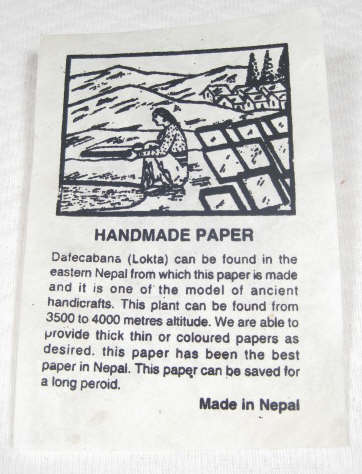 HANDMADE PAPER
Dafecabana (Lokta) can be found in the
eastern Nepal from which this paper is made
and it is one of the model of ancient
handicrafts. This plant can be found from
3500 to 4000 metres altitude. We are able to
provide thick thin or coloured papers as
desired. this paper has been the best
paper in Nepal. This paper can be saved for
a long peroid.
Made in Nepal